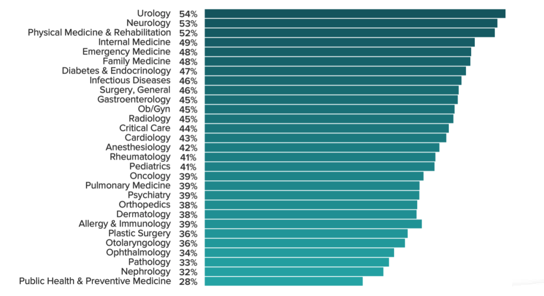 Urology 54%
Neurology 53%
Physical Medicine & Rehabilitation 52%
Internal Medicine 49%
Emergency Medicine 48%
Family Medicine 48%
Diabetes & Endocrinology 47%
Infectious Diseases 46%
Surgery, General 46%
Gastroenterology 45%
Ob/Gyn 45%
Radiology 45%
Critical Care 44%
Cardiology 43%
Anesthesiology 42%
Rheumatology 41%
Pediatrics 41%
Oncology 39%
Pulmonary Medicine 39%
Psychiatry 39%
Orthopedics 38%
Dermatology 38%
Allergy & Immunology 39%
Plastic Surgery 36%
Otolaryngology 36%
Ophthalmology 34%
Pathology 33%
Nephrology 32%
Public Health & Preventive Medicine 28%